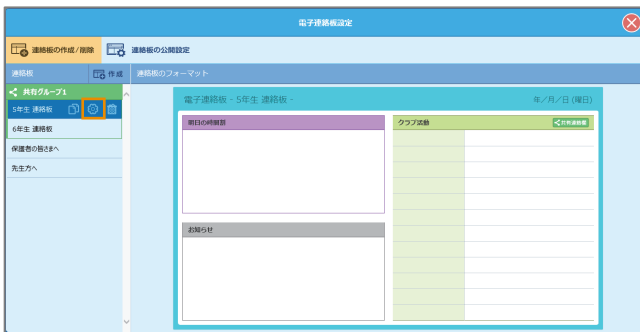 電子連絡板設定
連絡板の作成/削除
連絡板の公開設定
連絡板
作成
連絡板のフォーマット
共有グループ1
5年生 連絡板
6年生 連絡板
保護者の皆さまへ
先生方へ
電子連絡板 - 5年生 連絡板 -
年/月/日 (曜日)
明日の時間割
クラブ活動
共有連絡板
お知らせ